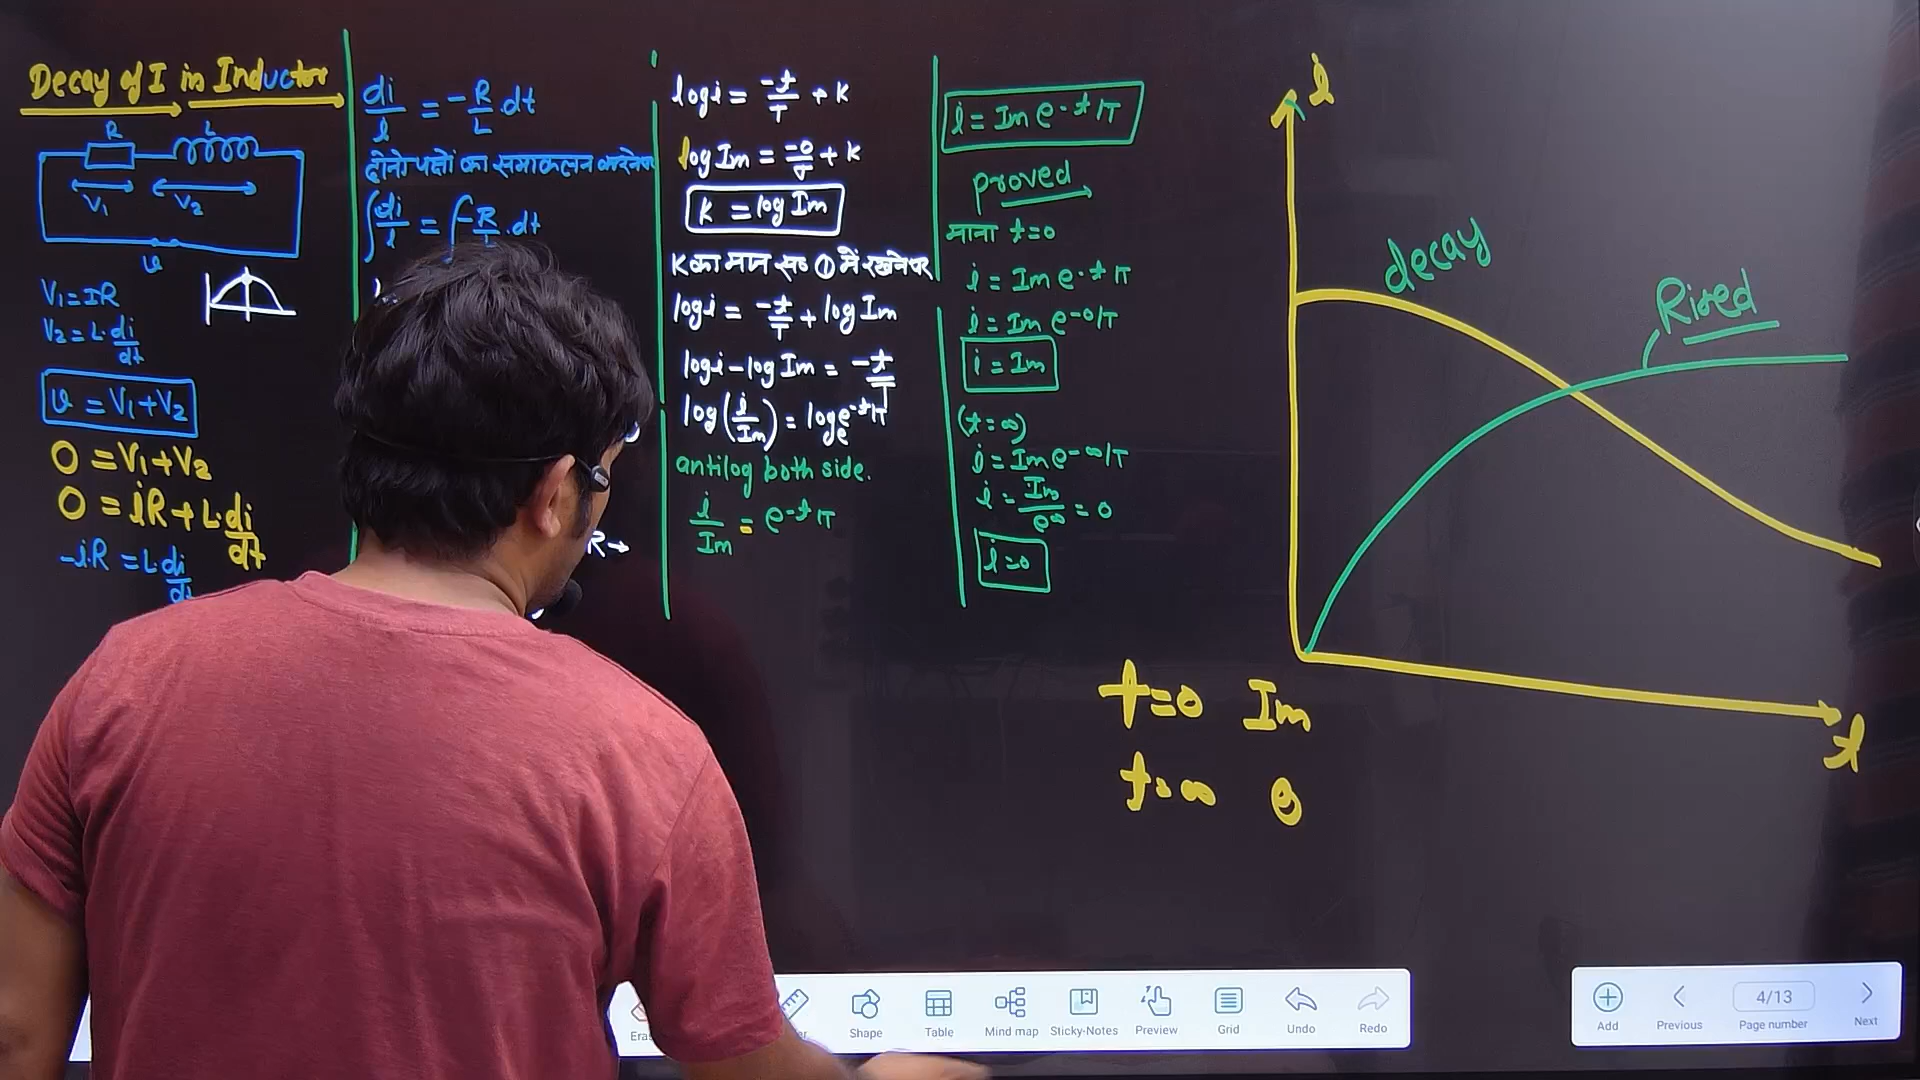 Decay of I in Inductor
R L
V₁ V₂
v
V₁ = IR
V₂ = L·di/dt
v = V₁+V₂
0 = V₁+V₂
0 = iR + L·di/dt
-i·R = L·di/dt
di/i = -R/L·dt
दोनो पक्षों का समाकलन करने पर
∫di/i = ∫-R/L·dt
R→
log i = -t/τ + K
log Im = -0/τ + K
K = log Im
K का मान स० ① में रखने पर
log i = -t/τ + log Im
log i - log Im = -t/τ
log(i/Im) = logₑe^-t/τ
antilog both side.
i/Im = e^-t/τ
i = Im e^-t/τ
proved
माना t=0
i = Im e^-t/τ
i = Im e^-0/τ
i = Im
(t=∞)
i = Im e^-∞/τ
i = Im/e^∞ = 0
i=0
i
decay
Rised
t
t=0 Im
t=∞ 0
Shape
Table
Mind map
Sticky-Notes
Preview
Grid
Undo
Redo
Add
Previous
4/13
Page number
Next